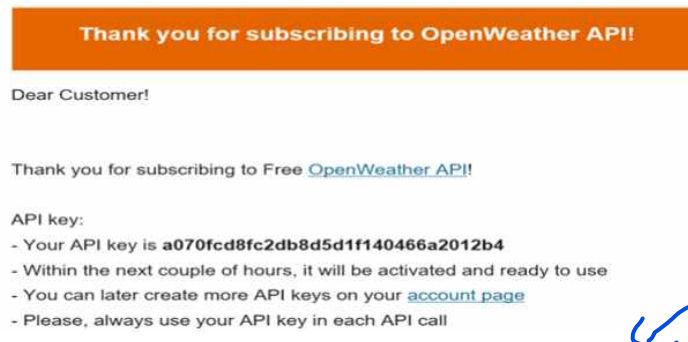 Thank you for subscribing to OpenWeather API!
Dear Customer!
Thank you for subscribing to Free OpenWeather API!
API key:
- Your API key is a070fcd8fc2db8d5d1f140466a2012b4
- Within the next couple of hours, it will be activated and ready to use
- You can later create more API keys on your account page
- Please, always use your API key in each API call